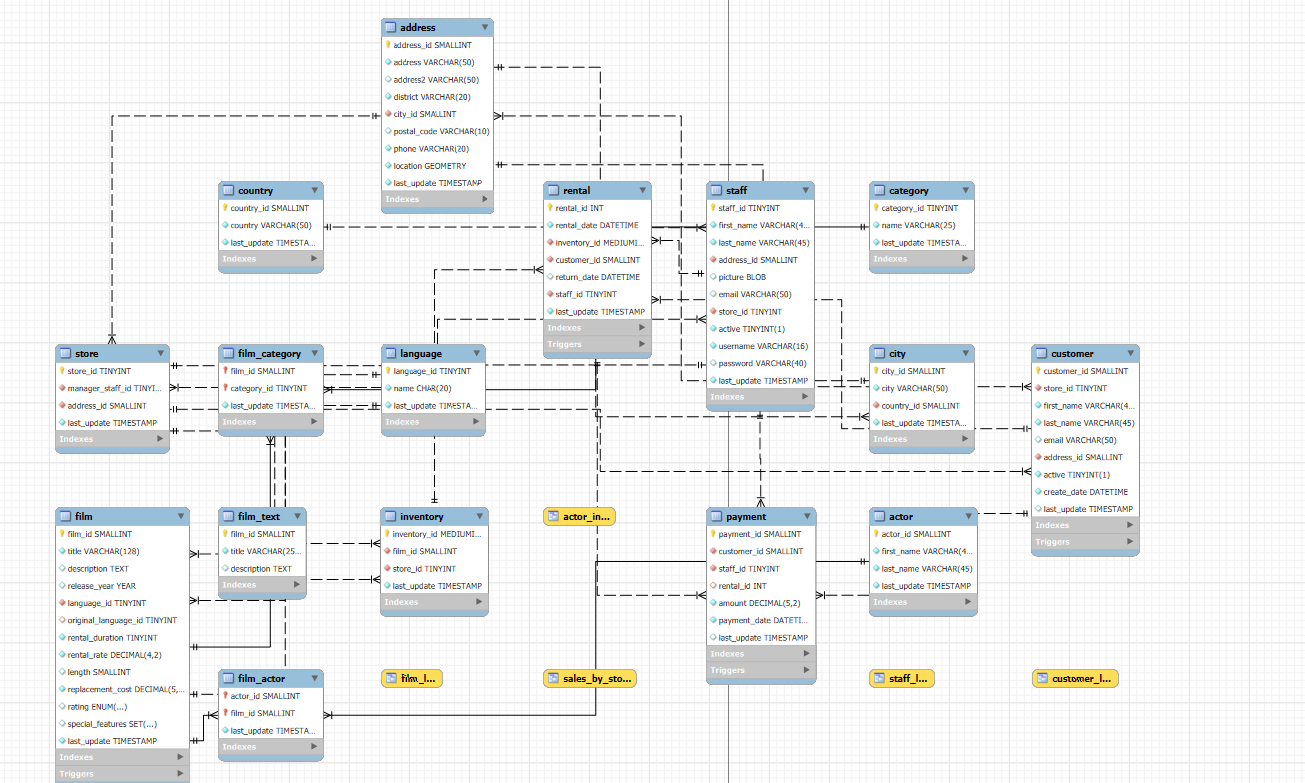 address
address_id SMALLINT
address VARCHAR(50)
address2 VARCHAR(50)
district VARCHAR(20)
city_id SMALLINT
postal_code VARCHAR(10)
phone VARCHAR(20)
location GEOMETRY
last_update TIMESTAMP
Indexes
country
country_id SMALLINT
country VARCHAR(50)
last_update TIMESTA...
Indexes
rental
rental_id INT
rental_date DATETIME
inventory_id MEDIUMI...
customer_id SMALLINT
return_date DATETIME
staff_id TINYINT
last_update TIMESTAMP
Indexes
Triggers
staff
staff_id TINYINT
first_name VARCHAR(4...
last_name VARCHAR(45)
address_id SMALLINT
picture BLOB
email VARCHAR(50)
store_id TINYINT
active TINYINT(1)
username VARCHAR(16)
password VARCHAR(40)
last_update TIMESTAMP
Indexes
category
category_id TINYINT
name VARCHAR(25)
last_update TIMESTA...
Indexes
store
store_id TINYINT
manager_staff_id TINYI...
address_id SMALLINT
last_update TIMESTAMP
Indexes
film_category
film_id SMALLINT
category_id TINYINT
last_update TIMESTA...
Indexes
language
language_id TINYINT
name CHAR(20)
last_update TIMESTA...
Indexes
city
city_id SMALLINT
city VARCHAR(50)
country_id SMALLINT
last_update TIMESTA...
Indexes
customer
customer_id SMALLINT
store_id TINYINT
first_name VARCHAR(4...
last_name VARCHAR(45)
email VARCHAR(50)
address_id SMALLINT
active TINYINT(1)
create_date DATETIME
last_update TIMESTAMP
Indexes
Triggers
film
film_id SMALLINT
title VARCHAR(128)
description TEXT
release_year YEAR
language_id TINYINT
original_language_id TINYINT
rental_duration TINYINT
rental_rate DECIMAL(4,2)
length SMALLINT
replacement_cost DECIMAL(5,...
rating ENUM(...)
special_features SET(...)
last_update TIMESTAMP
Indexes
Triggers
film_text
film_id SMALLINT
title VARCHAR(25...
description TEXT
Indexes
inventory
inventory_id MEDIUMI...
film_id SMALLINT
store_id TINYINT
last_update TIMESTAMP
Indexes
actor_in...
payment
payment_id SMALLINT
customer_id SMALLINT
staff_id TINYINT
rental_id INT
amount DECIMAL(5,2)
payment_date DATETI...
last_update TIMESTAMP
Indexes
Triggers
actor
actor_id SMALLINT
first_name VARCHAR(4...
last_name VARCHAR(45)
last_update TIMESTAMP
Indexes
film_actor
actor_id SMALLINT
film_id SMALLINT
last_update TIMESTA...
Indexes
film_l...
sales_by_sto...
staff_l...
customer_l...